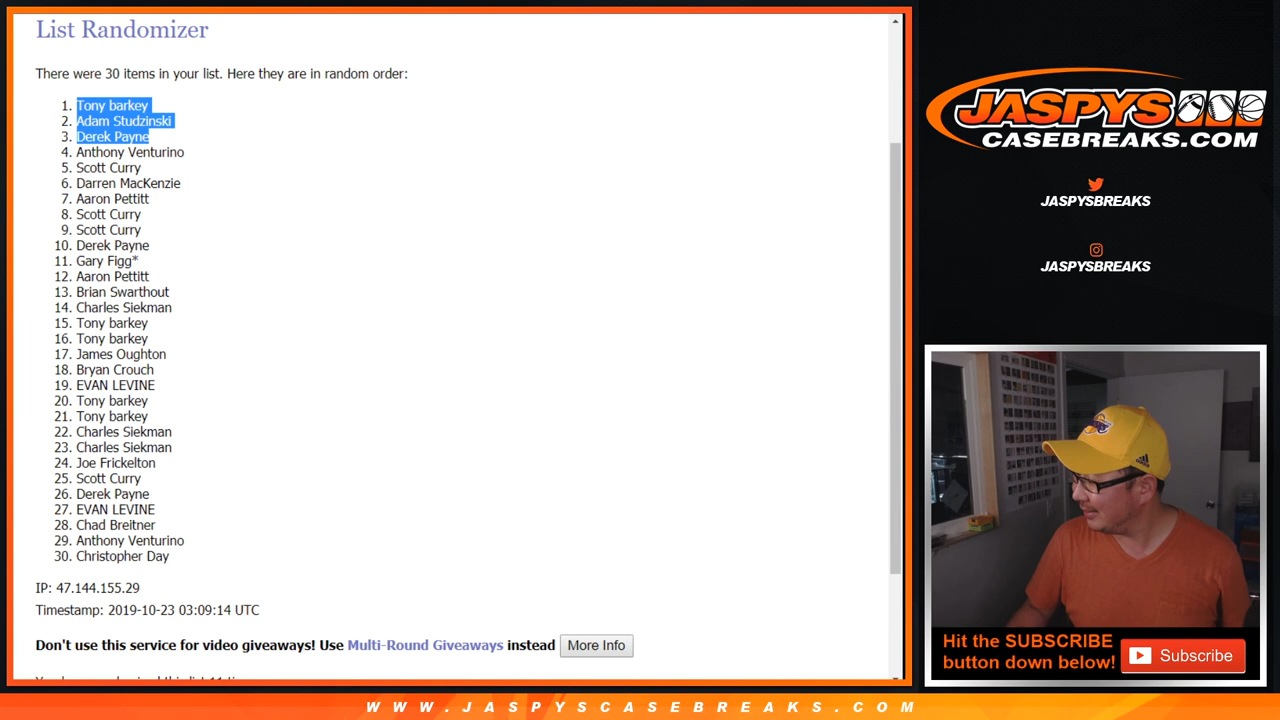 List Randomizer
There were 30 items in your list. Here they are in random order:
1. Tony barkey
2. Adam Studzinski
3. Derek Payne
4. Anthony Venturino
5. Scott Curry
6. Darren MacKenzie
7. Aaron Pettitt
8. Scott Curry
9. Scott Curry
10. Derek Payne
11. Gary Figg*
12. Aaron Pettitt
13. Brian Swarthout
14. Charles Siekman
15. Tony barkey
16. Tony barkey
17. James Oughton
18. Bryan Crouch
19. EVAN LEVINE
20. Tony barkey
21. Tony barkey
22. Charles Siekman
23. Charles Siekman
24. Joe Frickelton
25. Scott Curry
26. Derek Payne
27. EVAN LEVINE
28. Chad Breitner
29. Anthony Venturino
30. Christopher Day
IP: 47.144.155.29
Timestamp: 2019-10-23 03:09:14 UTC
Don't use this service for video giveaways! Use Multi-Round Giveaways instead More Info
JASPYS
CASEBREAKS.COM
JASPYSBREAKS
JASPYSBREAKS
Hit the SUBSCRIBE
button down below!
Subscribe
WWW.JASPYSCASEBREAKS.COM